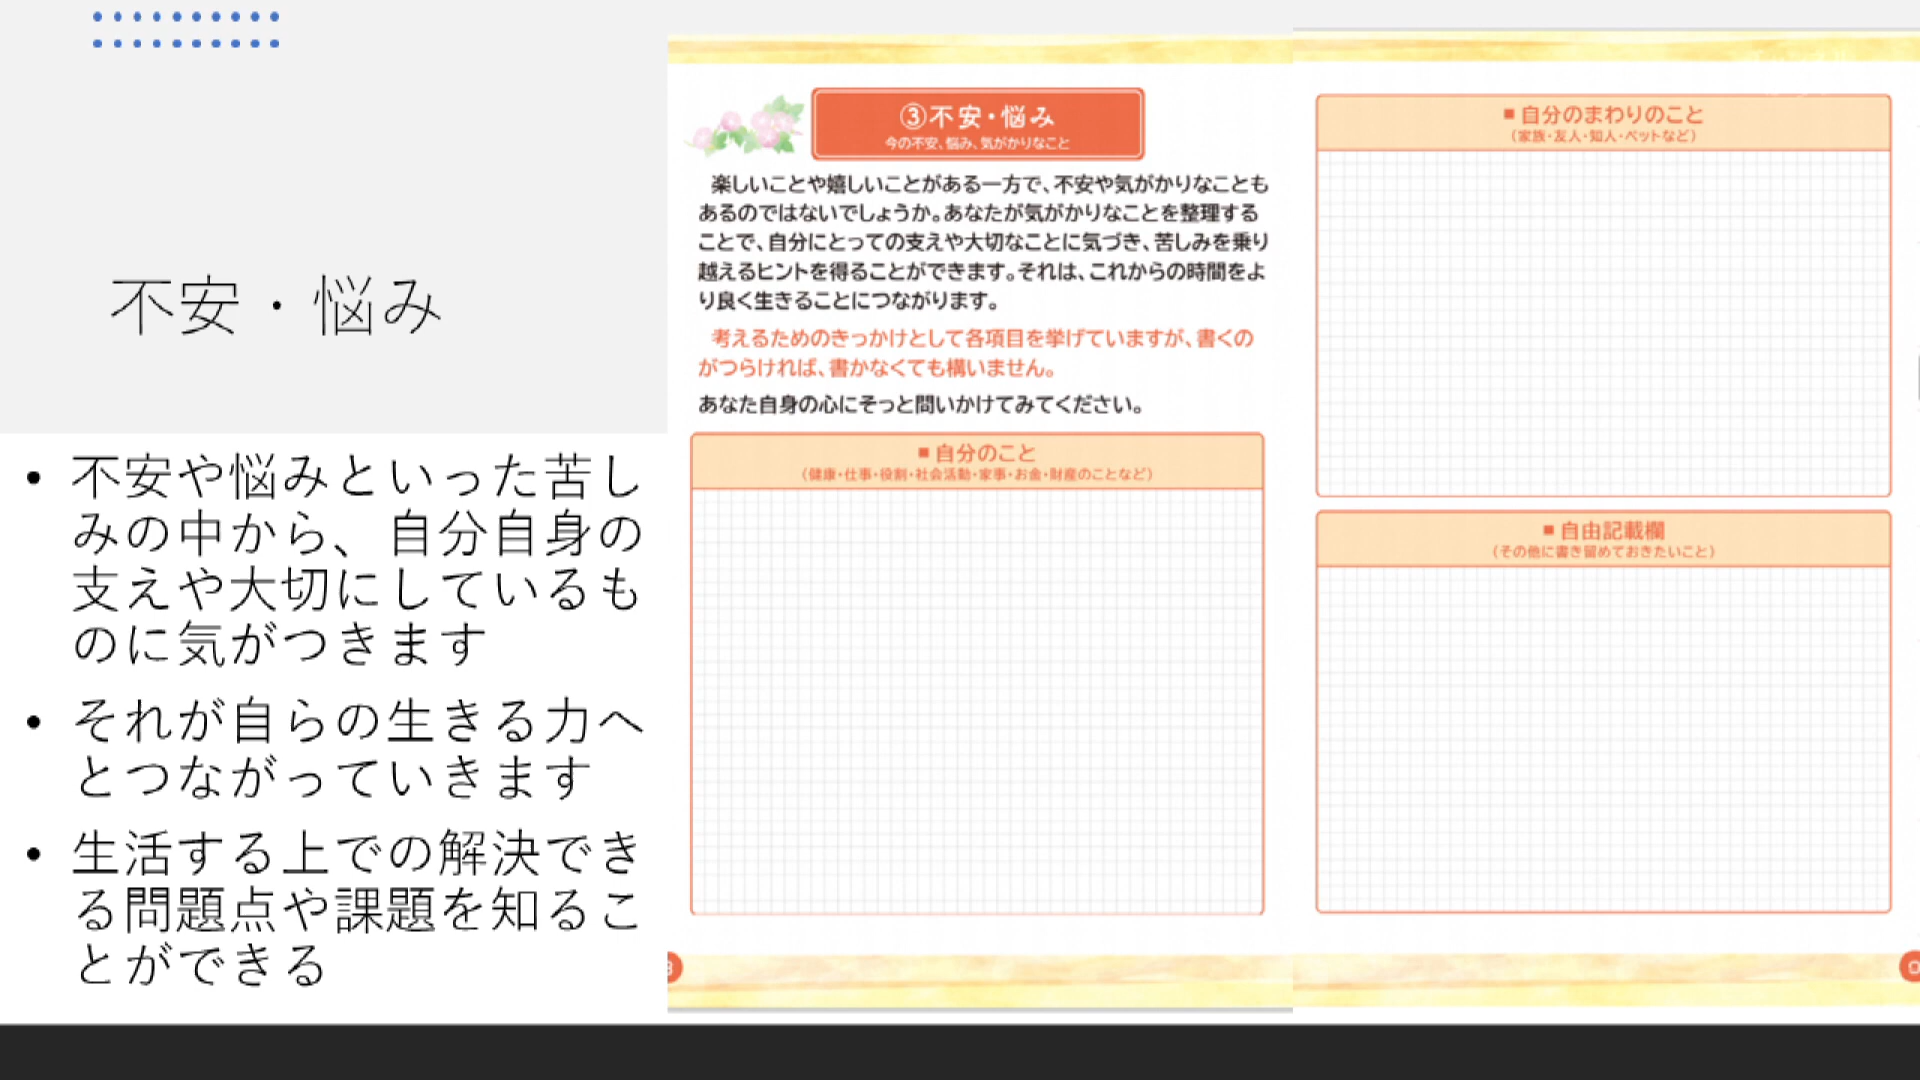 不安・悩み
• 不安や悩みといった苦し
みの中から、自分自身の
支えや大切にしているも
のに気がつきます
• それが自らの生きる力へ
とつながっていきます
• 生活する上での解決でき
る問題点や課題を知るこ
とができる
③不安・悩み
今の不安、悩み、気がかりなこと
楽しいことや嬉しいことがある一方で、不安や気がかりなことも
あるのではないでしょうか。あなたが気がかりなことを整理する
ことで、自分にとっての支えや大切なことに気づき、苦しみを乗り
越えるヒントを得ることができます。それは、これからの時間をよ
り良く生きることにつながります。
考えるためのきっかけとして各項目を挙げていますが、書くの
がつらければ、書かなくても構いません。
あなた自身の心にそっと問いかけてみてください。
■ 自分のこと
（健康・仕事・役割・社会活動・家事・お金・財産のことなど）
■ 自分のまわりのこと
（家族・友人・知人・ペットなど）
■ 自由記載欄
（その他に書き留めておきたいこと）